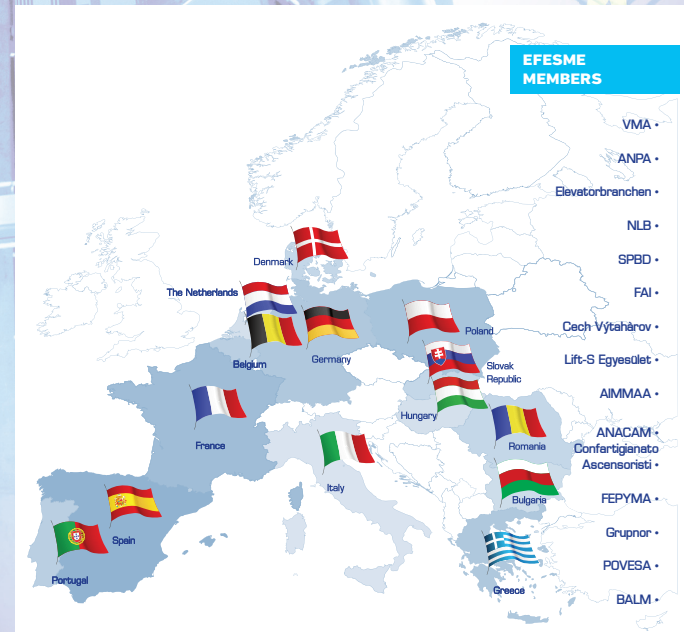 EFESME
MEMBERS
VMA •
ANPA •
Elevatorbranchen •
NLB •
SPBD •
FAI •
Cech Výtahàrov •
Lift-S Egyesület •
AIMMAA •
ANACAM •
Confartigianato
Ascensoristi •
FEPYMA •
Grupnor •
POVESA •
BALM •
Denmark
The Netherlands
Belgium
Germany
Poland
Slovak
Republic
Hungary
France
Romania
Italy
Bulgaria
Spain
Portugal
Greece